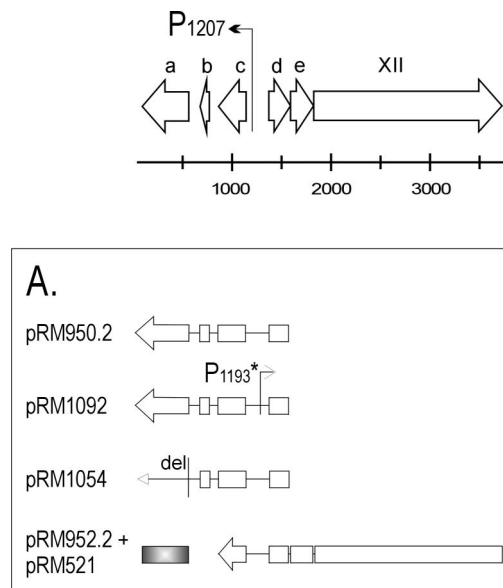 P1207
a b c d e XII
1000 2000 3000
A.
pRM950.2
P1193*
pRM1092
del
pRM1054
pRM952.2 +
pRM521